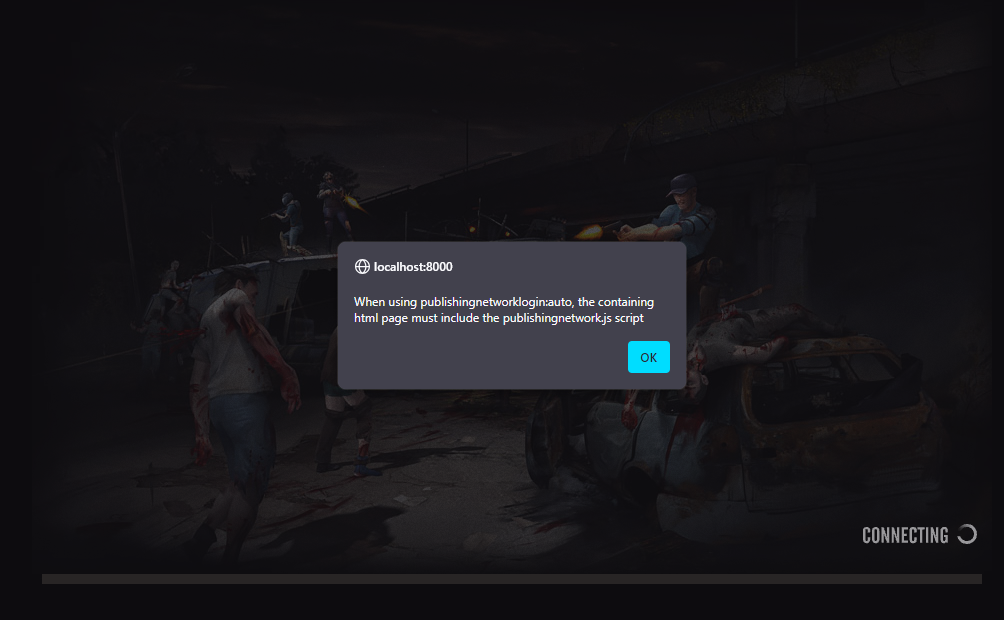 localhost:8000
When using publishingnetworklogin:auto, the containing
html page must include the publishingnetwork.js script
OK
CONNECTING